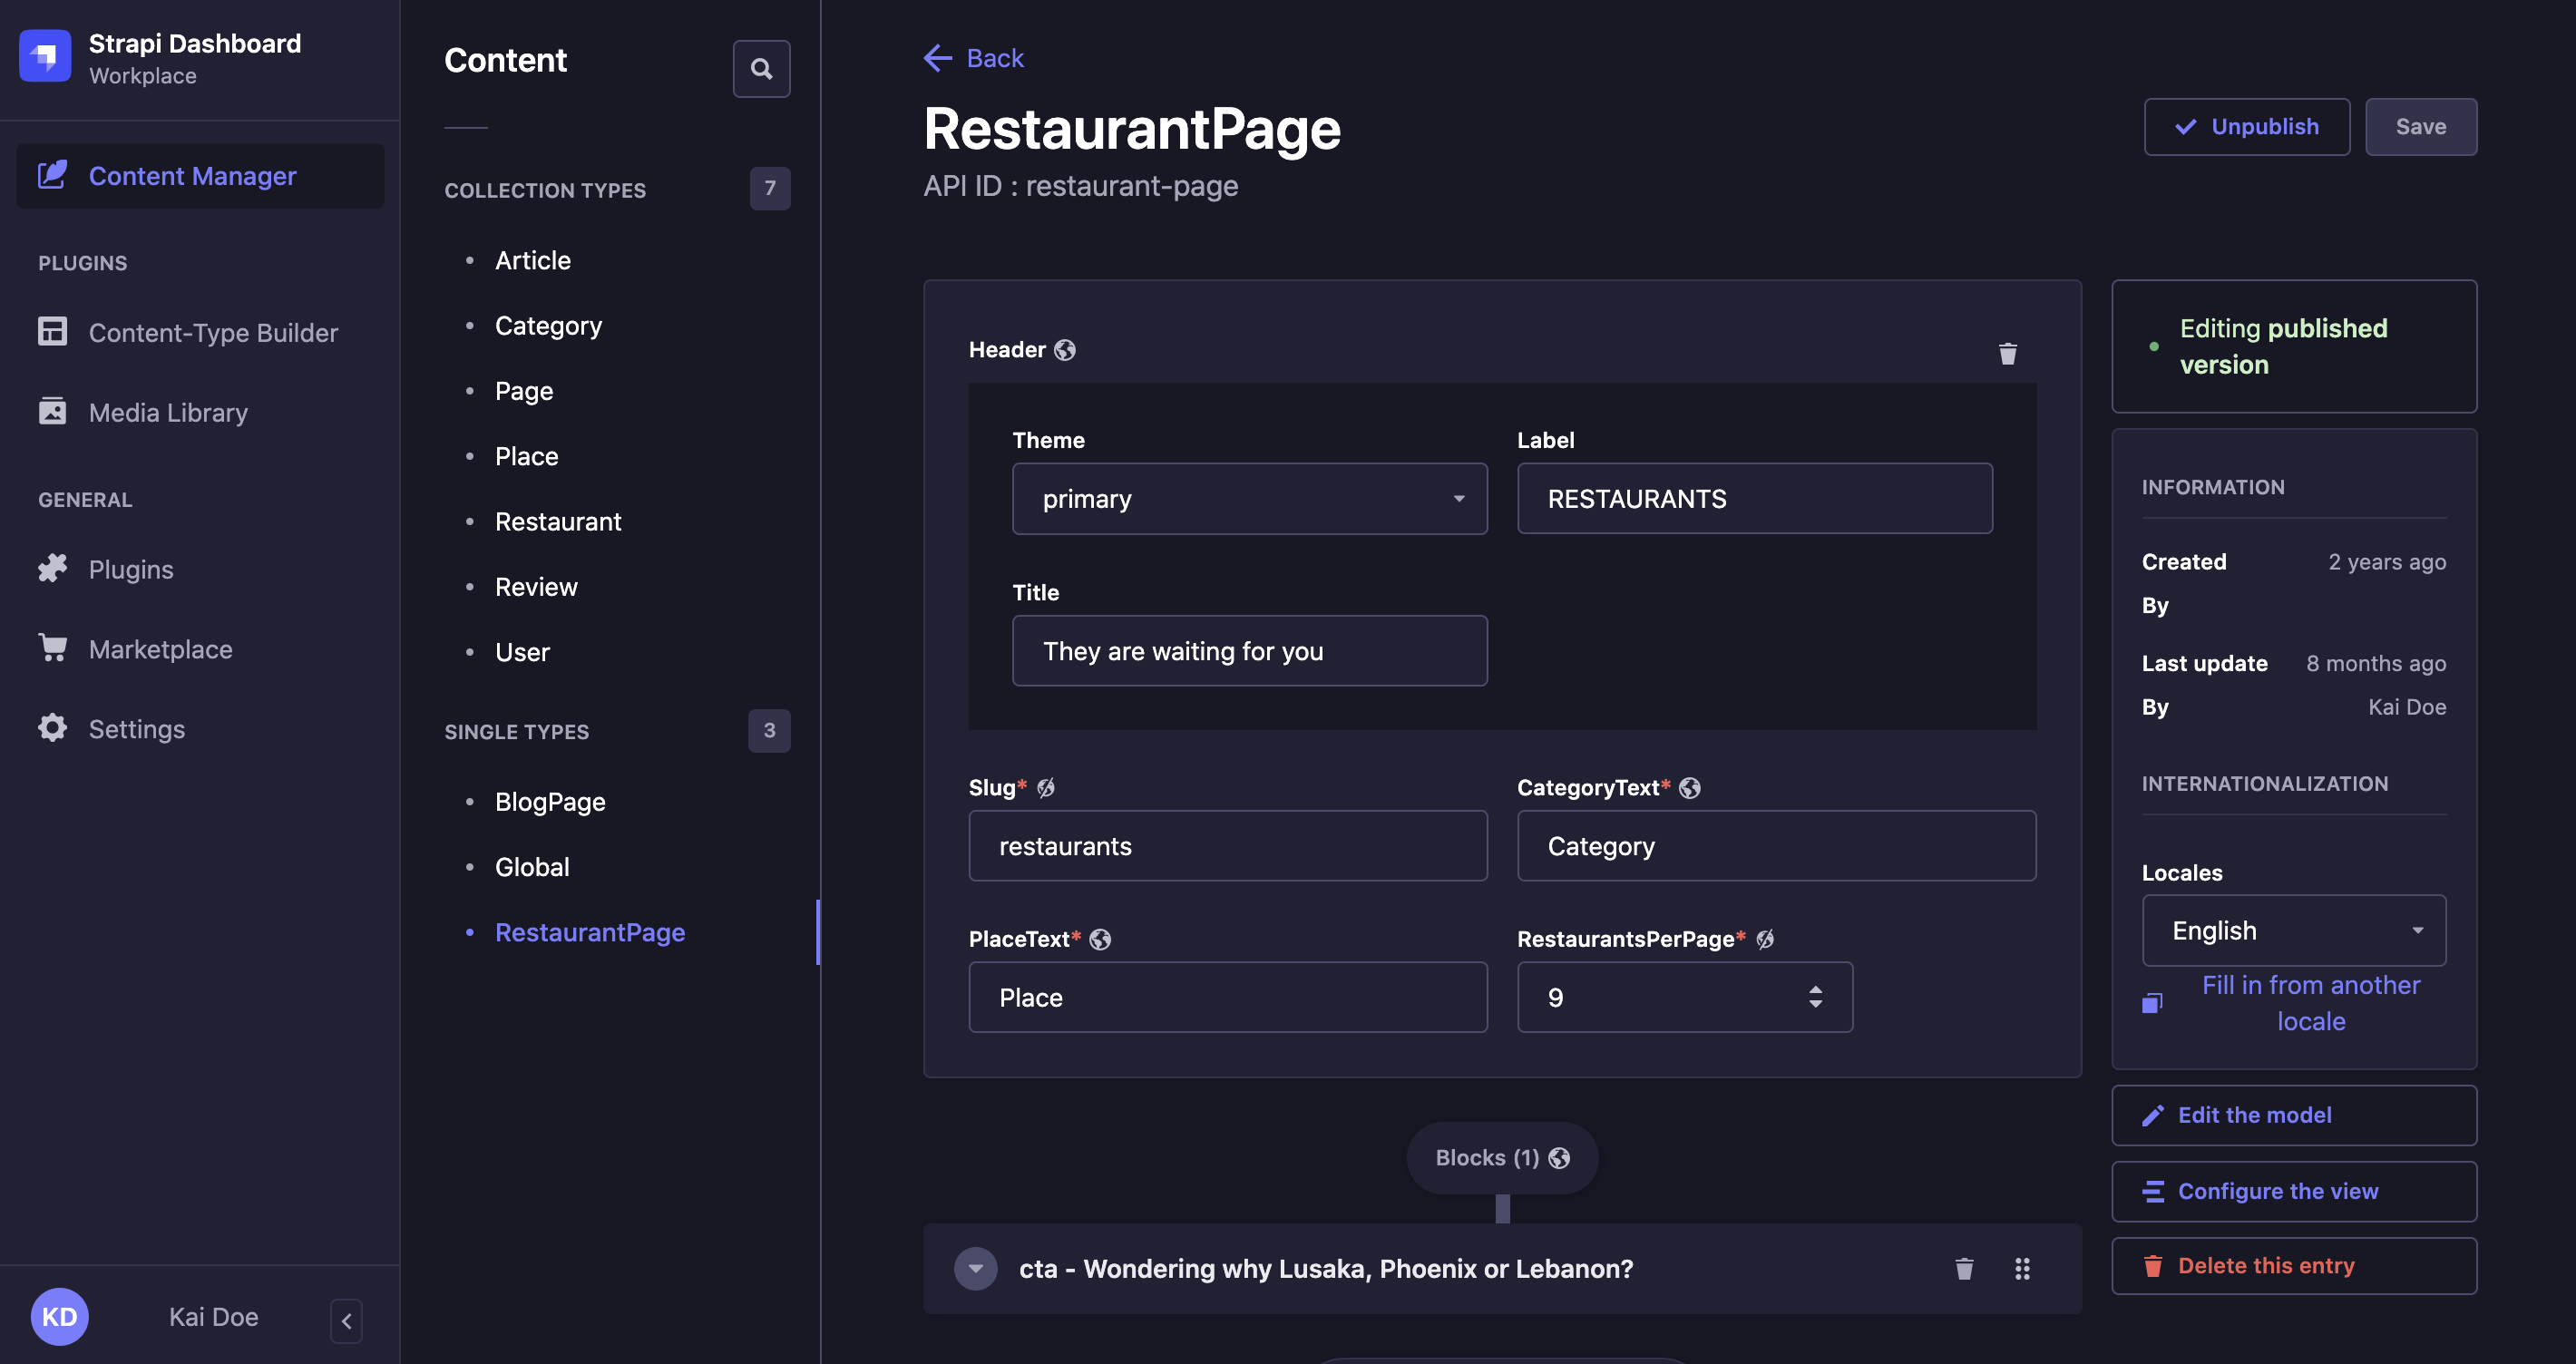 Strapi Dashboard
Workplace
Content Manager
PLUGINS
Content-Type Builder
Media Library
GENERAL
Plugins
Marketplace
Settings
KD
Kai Doe
Content
COLLECTION TYPES
7
Article
Category
Page
Place
Restaurant
Review
User
SINGLE TYPES
3
BlogPage
Global
RestaurantPage
Back
RestaurantPage
API ID : restaurant-page
Unpublish
Save
Header
Theme
primary
Label
RESTAURANTS
Title
They are waiting for you
Slug*
restaurants
CategoryText*
Category
PlaceText*
Place
RestaurantsPerPage*
9
Blocks (1)
cta - Wondering why Lusaka, Phoenix or Lebanon?
Editing published
version
INFORMATION
Created
2 years ago
By
Last update
8 months ago
By
Kai Doe
INTERNATIONALIZATION
Locales
English
Fill in from another
locale
Edit the model
Configure the view
Delete this entry